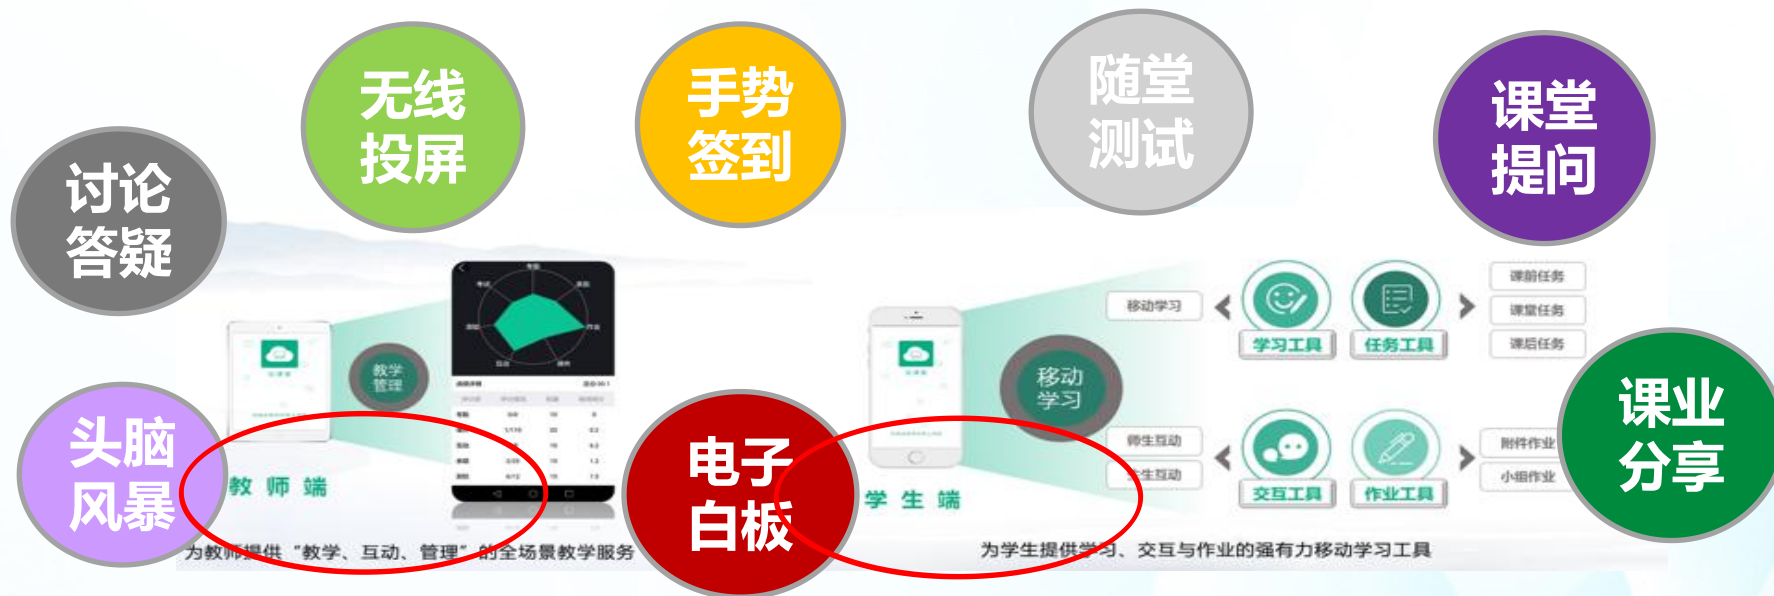 无线
投屏
手势
签到
随堂
测试
课堂
提问
讨论
答疑
头脑
风暴
教学
管理
教师端
为教师提供“教学、互动、管理”的全场景教学服务
电子
白板
移动
学习
学生端
移动学习
学习工具
任务工具
课前任务
课堂任务
课后任务
师生互动
生生互动
交互工具
作业工具
附件作业
小组作业
为学生提供学习、交互与作业的强有力移动学习工具
课业
分享